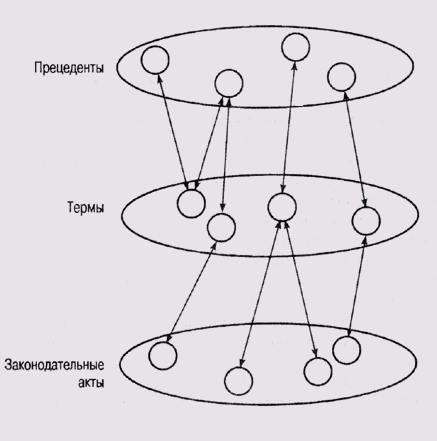 Прецеденты
Термы
Законодательные
акты